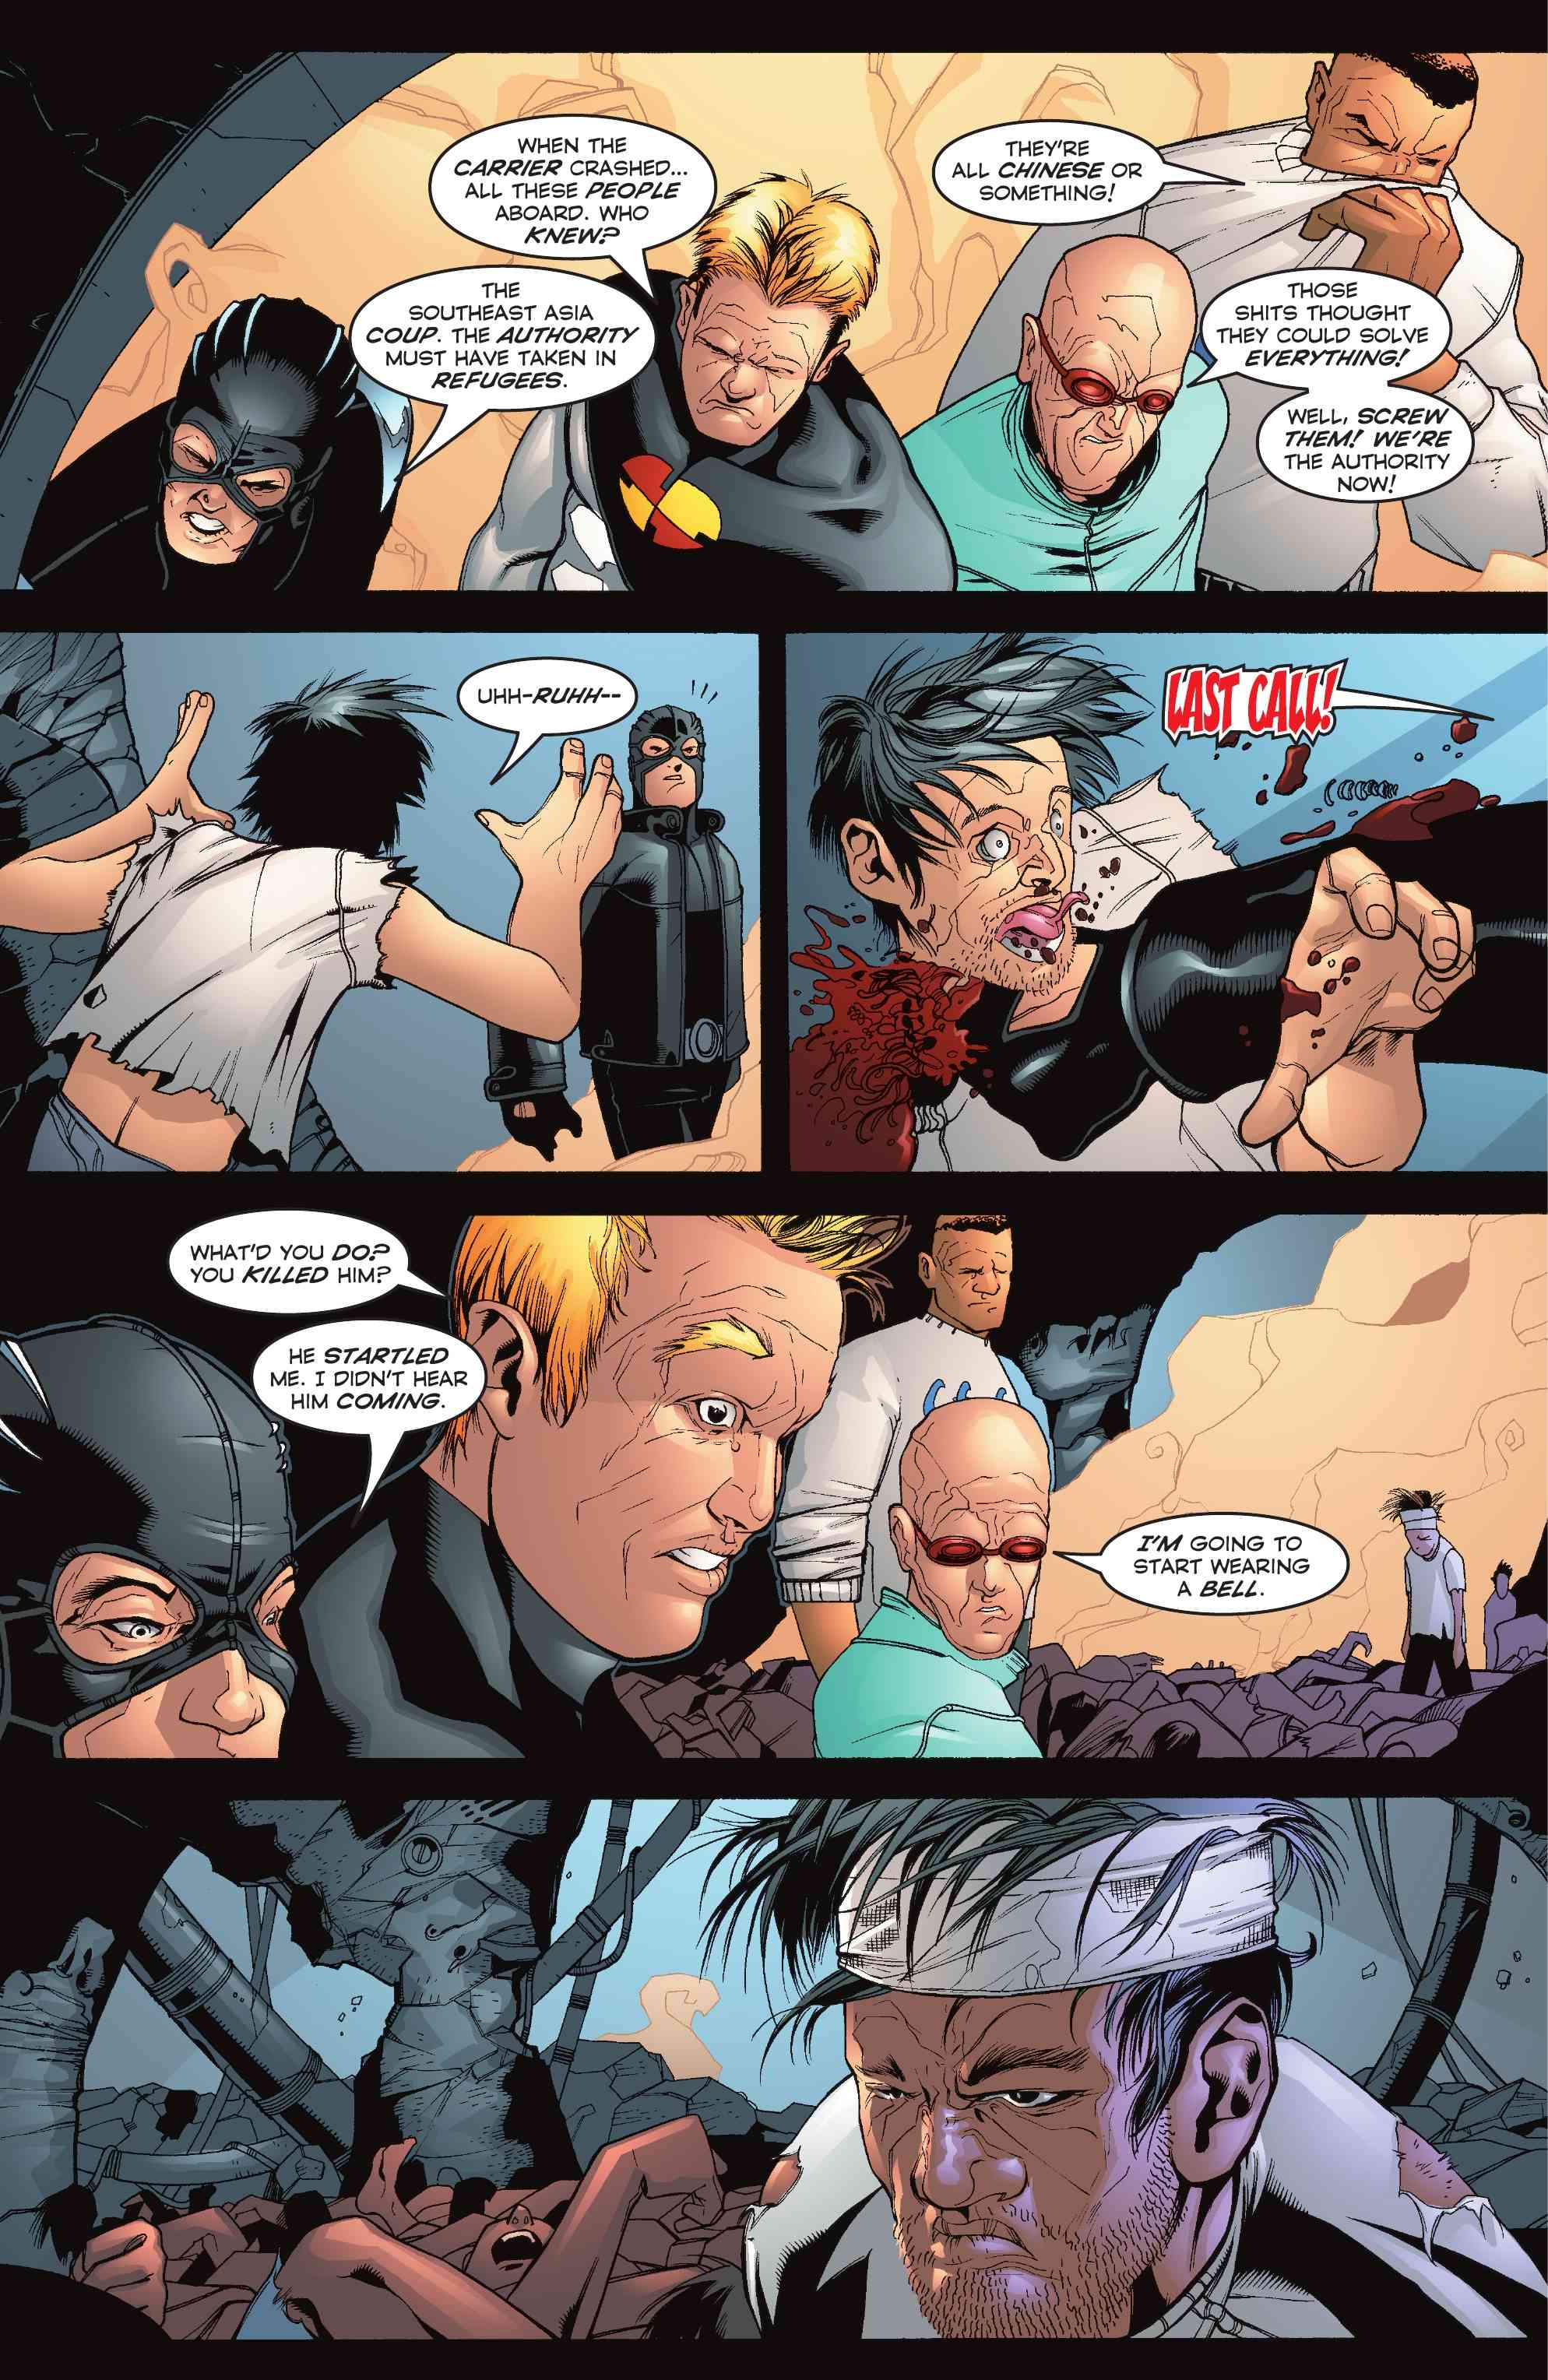 WHEN THE
CARRIER CRASHED...
ALL THESE PEOPLE
ABOARD. WHO
KNEW?
THE
SOUTHEAST ASIA
COUP. THE AUTHORITY
MUST HAVE TAKEN IN
REFUGEES.
THEY'RE
ALL CHINESE OR
SOMETHING!
THOSE
SHITS THOUGHT
THEY COULD SOLVE
EVERYTHING!
WELL, SCREW
THEM! WE'RE
THE AUTHORITY
NOW!
UHH-RUHH--
LAST CALL!
WHAT'D YOU DO?
YOU KILLED HIM?
HE STARTLED
ME. I DIDN'T HEAR
HIM COMING.
I'M GOING TO
START WEARING
A BELL.